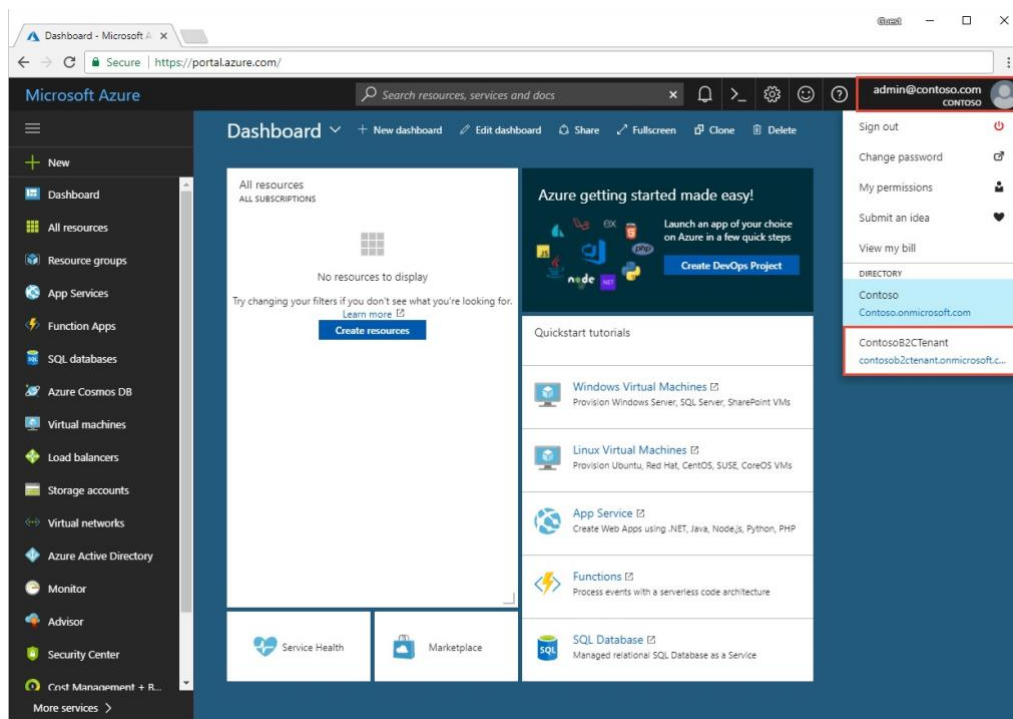 Guest
Dashboard - Microsoft A
Secure | https://portal.azure.com/
Microsoft Azure
Search resources, services and docs
admin@contoso.com
CONTOSO
New
Dashboard
All resources
Resource groups
App Services
Function Apps
SQL databases
Azure Cosmos DB
Virtual machines
Load balancers
Storage accounts
Virtual networks
Azure Active Directory
Monitor
Advisor
Security Center
Cost Management + B...
More services
Dashboard
New dashboard
Edit dashboard
Share
Fullscreen
Clone
Delete
All resources
ALL SUBSCRIPTIONS
No resources to display
Try changing your filters if you don't see what you're looking for.
Learn more
Create resources
Service Health
Marketplace
Azure getting started made easy!
Launch an app of your choice
on Azure in a few quick steps
Create DevOps Project
JS
php
node
.NET
Quickstart tutorials
Windows Virtual Machines
Provision Windows Server, SQL Server, SharePoint VMs
Linux Virtual Machines
Provision Ubuntu, Red Hat, CentOS, SUSE, CoreOS VMs
App Service
Create Web Apps using .NET, Java, Node.js, Python, PHP
Functions
Process events with a serverless code architecture
SQL
SQL Database
Managed relational SQL Database as a Service
Sign out
Change password
My permissions
Submit an idea
View my bill
DIRECTORY
Contoso
Contoso.onmicrosoft.com
ContosoB2CTenant
contosob2ctenant.onmicrosoft.c...